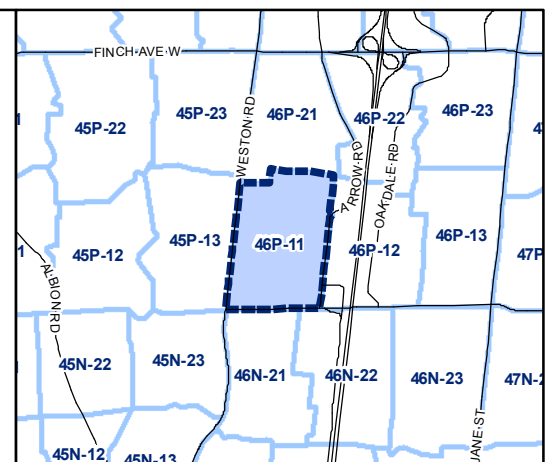 FINCH AVE W
45P-22
45P-23
46P-21
46P-22
46P-23
WESTON RD
ARROW RD
OAKDALE RD
45P-12
45P-13
46P-11
46P-12
46P-13
47P
ALBION RD
45N-22
45N-23
46N-21
46N-22
46N-23
47N-2
JANE ST
45N-12
45N-13